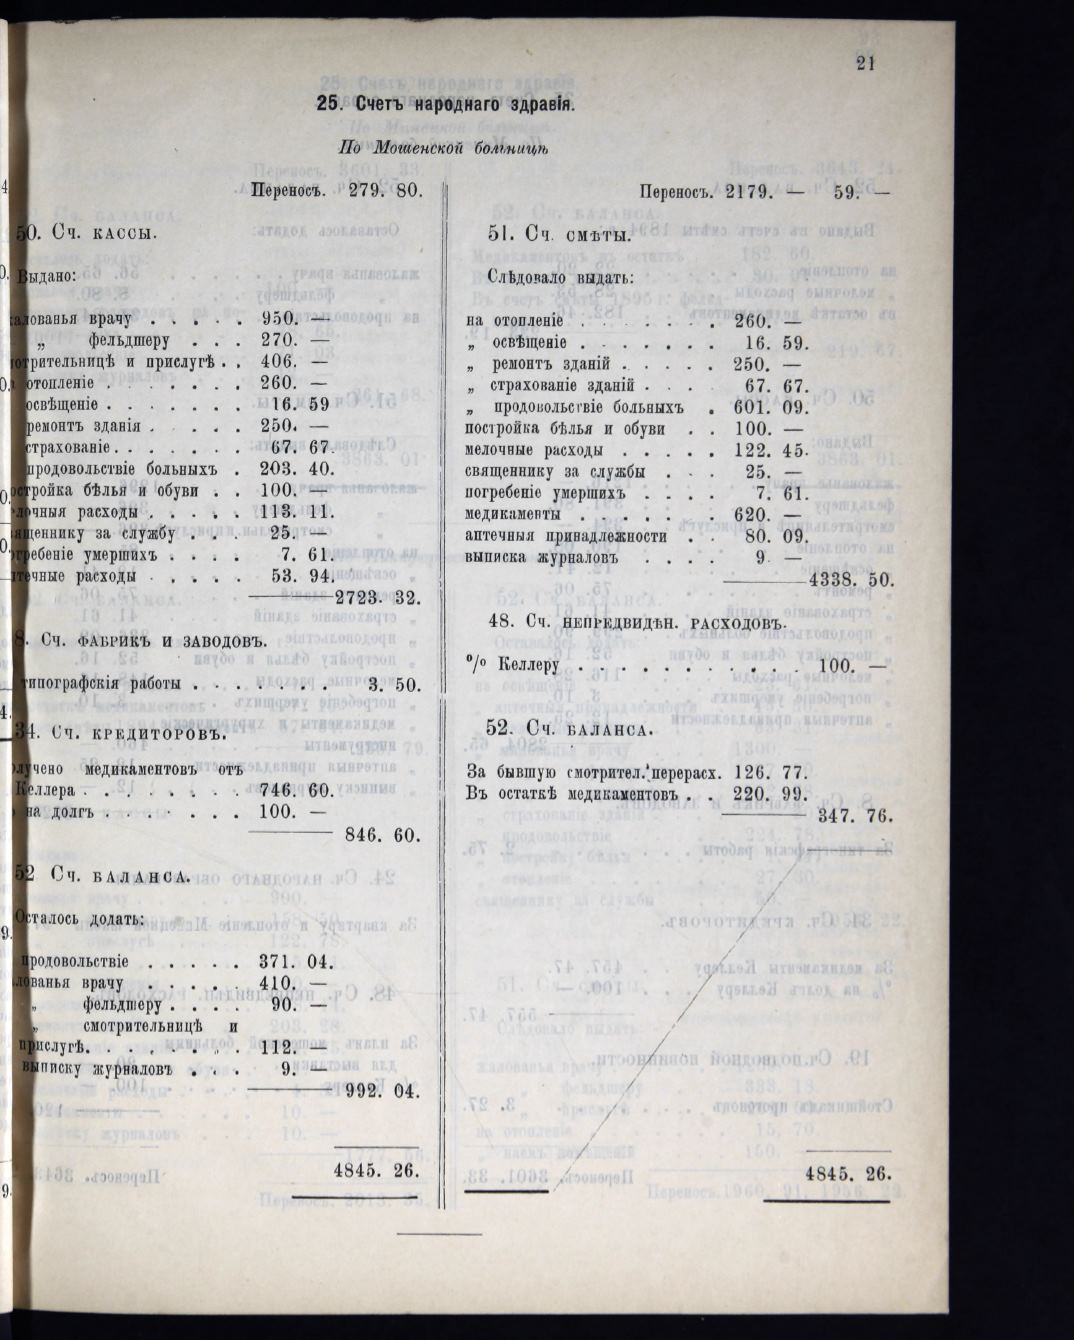 21
25. Счетъ народнаго здравія.
По Мошенской больницѣ
Переносъ. 279. 80.
50. Сч. кассы.
Выдано:
жалованья врачу . . . . . 950. —
„ фельдшеру . . . 270. —
смотрительницѣ и прислугѣ . . 406. —
отопленіе . . . . . . 260. —
освѣщеніе . . . . . . . 16. 59
ремонтъ зданія . . . . . 250. —
страхованіе . . . . . . . 67. 67.
продовольствіе больныхъ . 203. 40.
постройка бѣлья и обуви . . 100. —
мелочныя расходы . . . . . 113. 11.
священнику за службу . . . 25. —
погребеніе умершихъ . . . . 7. 61.
аптечные расходы . . . . . 53. 94.
2723. 32.
8. Сч. фабрикъ и заводовъ.
типографскія работы . . . . . . . 3. 50.
34. Сч. кредиторовъ.
Получено медикаментовъ отъ
Келлера . . . . . . . . 746. 60.
на долгъ . . . . . . . 100. —
846. 60.
52 Сч. баланса.
Осталось додать:
продовольствіе . . . . . 371. 04.
жалованья врачу . . . . . 410. —
„ фельдшеру . . . . 90. —
„ смотрительницѣ и
прислугѣ. . . . . . . . 112. —
выписку журналовъ . . . 9. —
992. 04.
4845. 26.
Переносъ. 2179. — 59. —
51. Сч. смѣты.
Слѣдовало выдать:
на отопленіе . . . . . . . 260. —
„ освѣщеніе . . . . . . . 16. 59.
„ ремонтъ зданій . . . . . 250. —
„ страхованіе зданій . . . . 67. 67.
„ продовольствіе больныхъ . 601. 09.
постройка бѣлья и обуви . . 100. —
мелочные расходы . . . . . 122. 45.
священнику за службы . . . 25. —
погребеніе умершихъ . . . . 7. 61.
медикаменты . . . . . . . 620. —
аптечныя принадлежности . . 80. 09.
выписка журналовъ . . . . 9. —
4338. 50.
48. Сч. непредвидѣн. расходовъ.
% Келлеру . . . . . . . . . . 100. —
52. Сч. баланса.
За бывшую смотрител. перерасх. 126. 77.
Въ остаткѣ медикаментовъ . . 220. 99.
347. 76.
4845. 26.